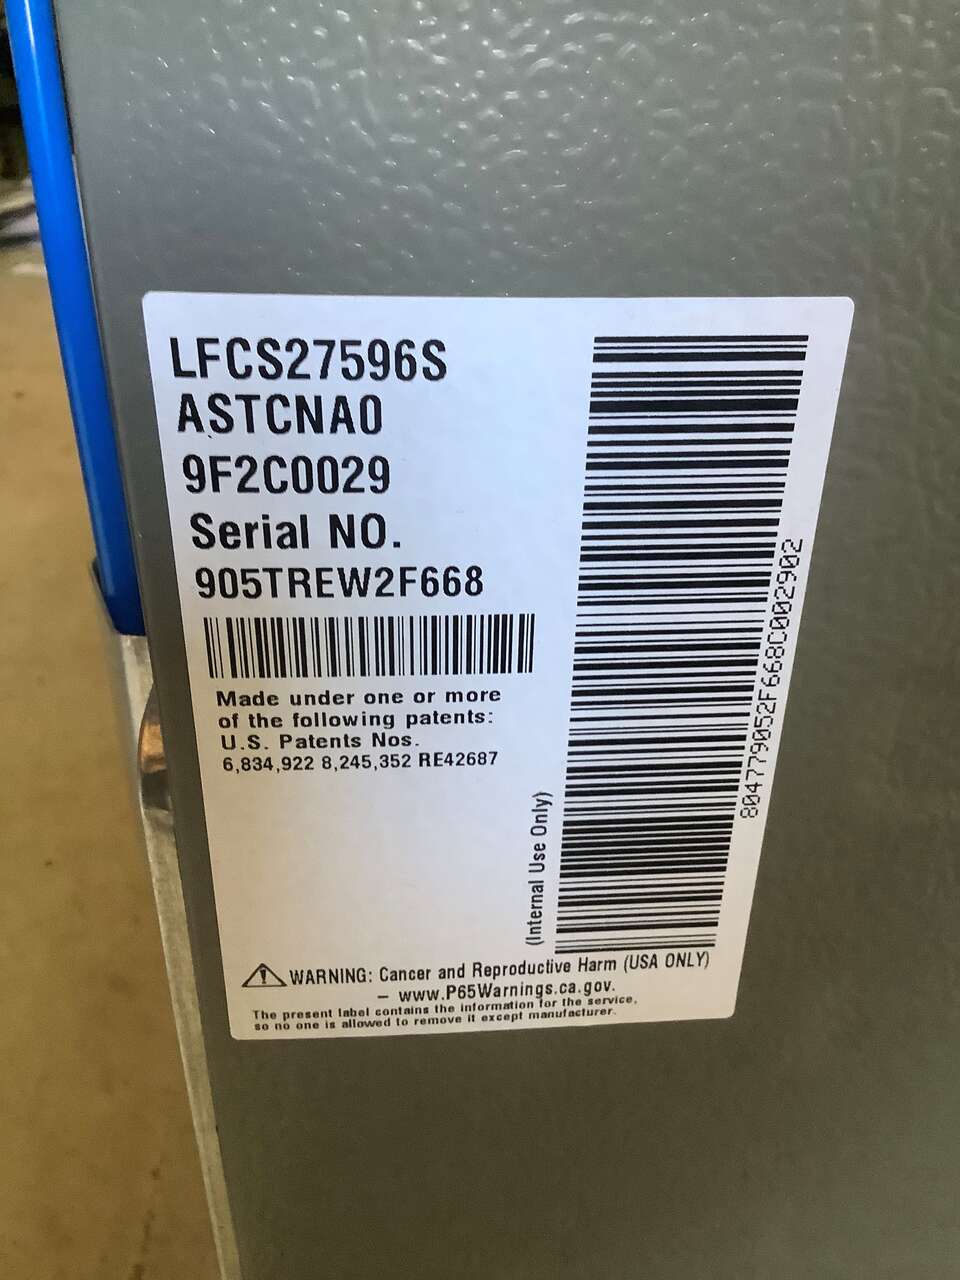 LFCS27596S
ASTCNA0
9F2C0029
Serial NO.
905TREW2F668
Made under one or more
of the following patents:
U.S. Patents Nos.
6,834,922 8,245,352 RE42687
(Internal Use Only)
804779052F668C002902
WARNING: Cancer and Reproductive Harm (USA ONLY)
– www.P65Warnings.ca.gov.
The present label contains the information for the service,
so no one is allowed to remove it except manufacturer.